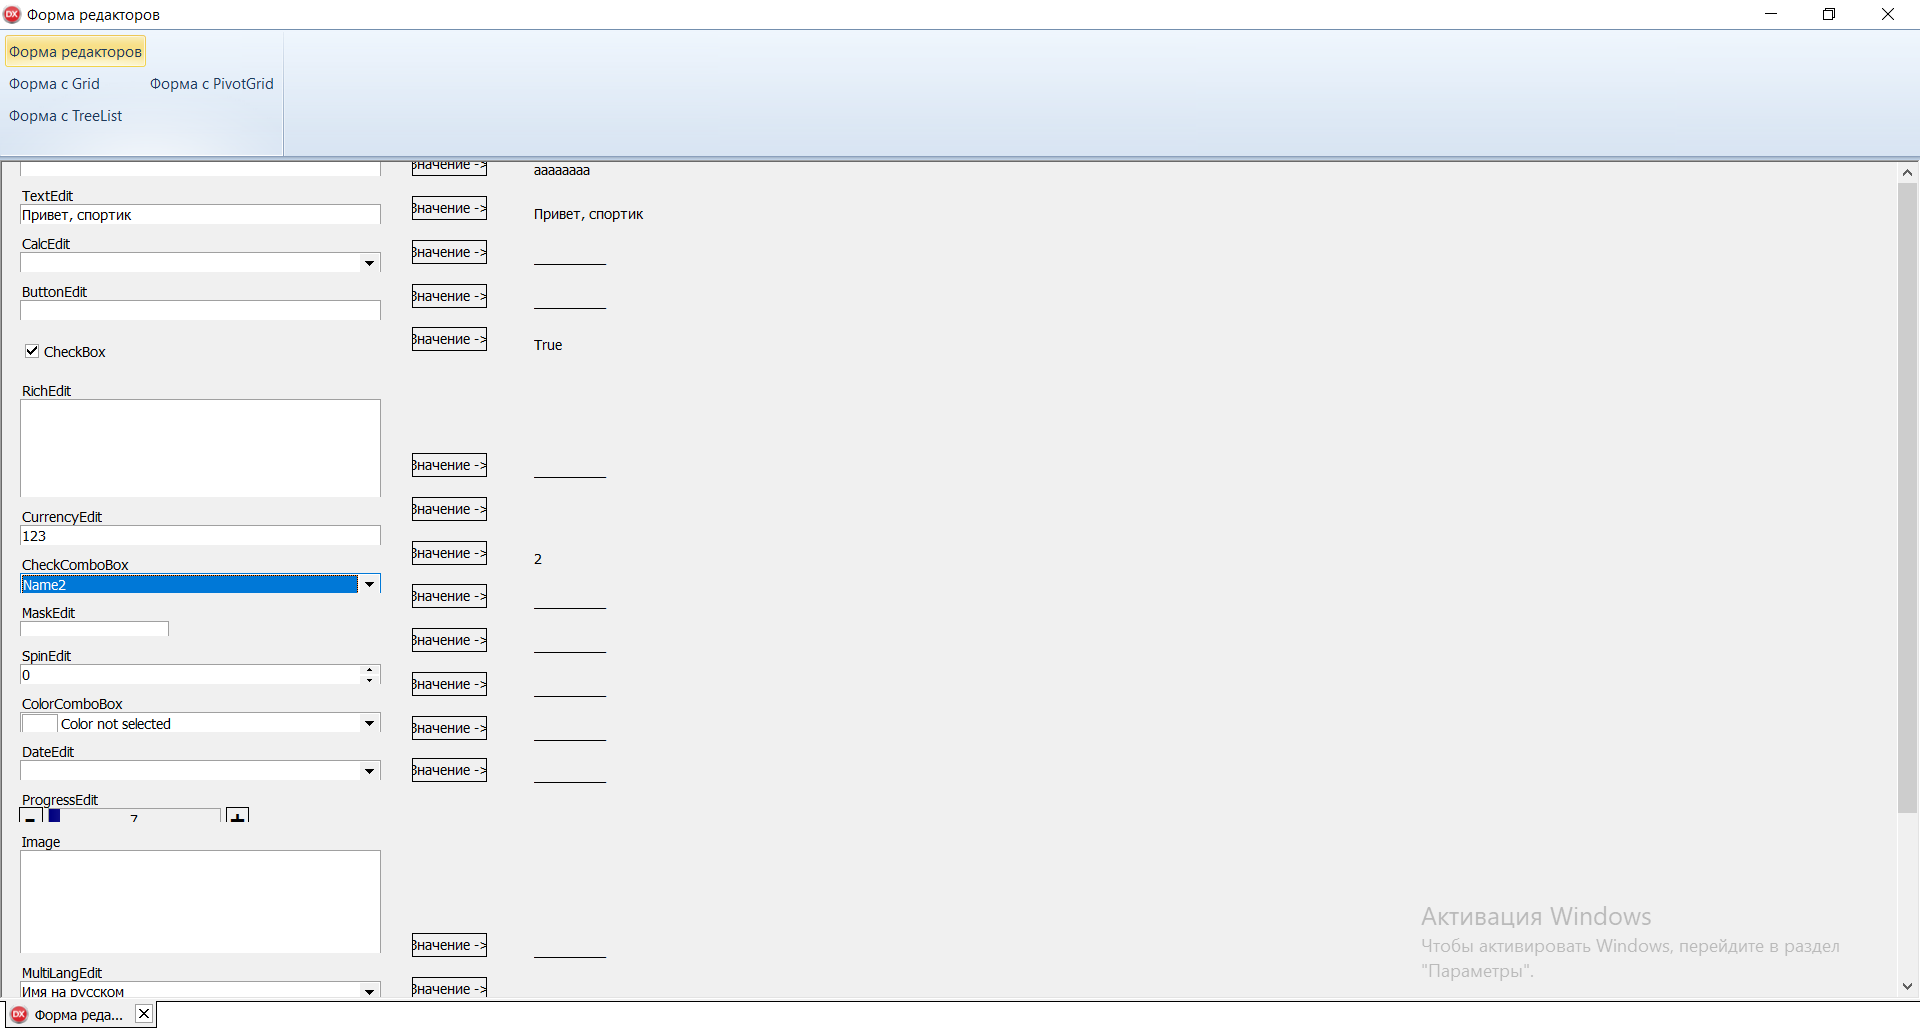 Форма редакторов
Форма редакторов
Форма с Grid
Форма с PivotGrid
Форма с TreeList
Значение ->
aaaaaaaa
TextEdit
Привет, спортик
Значение ->
Привет, спортик
CalcEdit
Значение ->
ButtonEdit
Значение ->
CheckBox
Значение ->
True
RichEdit
Значение ->
CurrencyEdit
123
Значение ->
CheckComboBox
Name2
Значение ->
2
MaskEdit
Значение ->
SpinEdit
0
Значение ->
ColorComboBox
Color not selected
Значение ->
DateEdit
Значение ->
ProgressEdit
- 7 +
Значение ->
Image
Значение ->
MultiLangEdit
Имя на русском
Значение ->
Активация Windows
Чтобы активировать Windows, перейдите в раздел
"Параметры".
Форма реда...